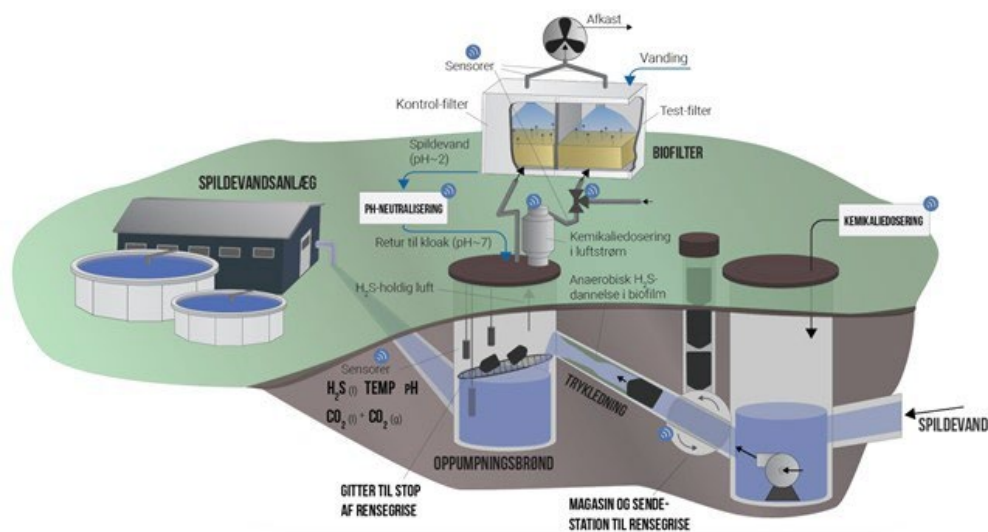 Afkast
Sensorer
Vanding
Kontrol-filter
Test-filter
Spildevand
(pH~2)
BIOFILTER
SPILDEVANDSANLÆG
PH-NEUTRALISERING
KEMIKALIEDOSERING
Retur til kloak (pH~7)
Kemikaliedosering
i luftstrøm
H₂S-holdig luft
Anaerobisk H₂S-
dannelse i biofilm
Sensorer
H₂S (l) TEMP pH
CO₂ (l) + CO₂ (g)
TRYKLEDNING
SPILDEVAND
OPPUMPNINGSBRØND
GITTER TIL STOP
AF RENSEGRISE
MAGASIN OG SENDE-
STATION TIL RENSEGRISE